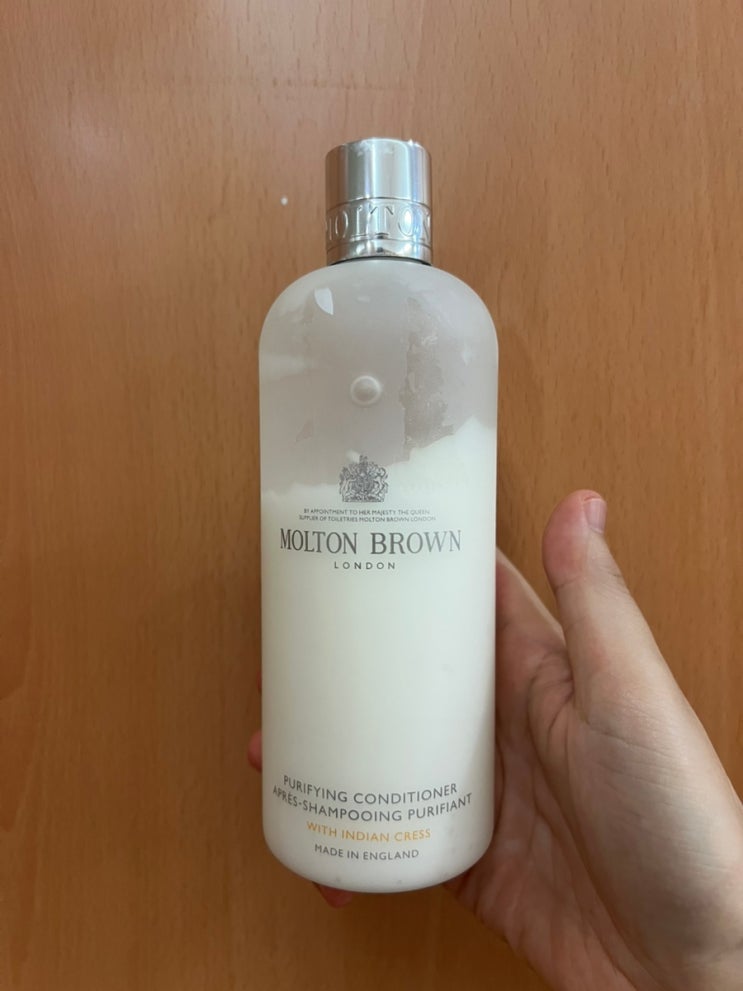 MOLTON
BY APPOINTMENT TO HER MAJESTY THE QUEEN
SUPPLIER OF TOILETRIES MOLTON BROWN LONDON
MOLTON BROWN
LONDON
PURIFYING CONDITIONER
APRÈS-SHAMPOOING PURIFIANT
WITH INDIAN CRESS
MADE IN ENGLAND